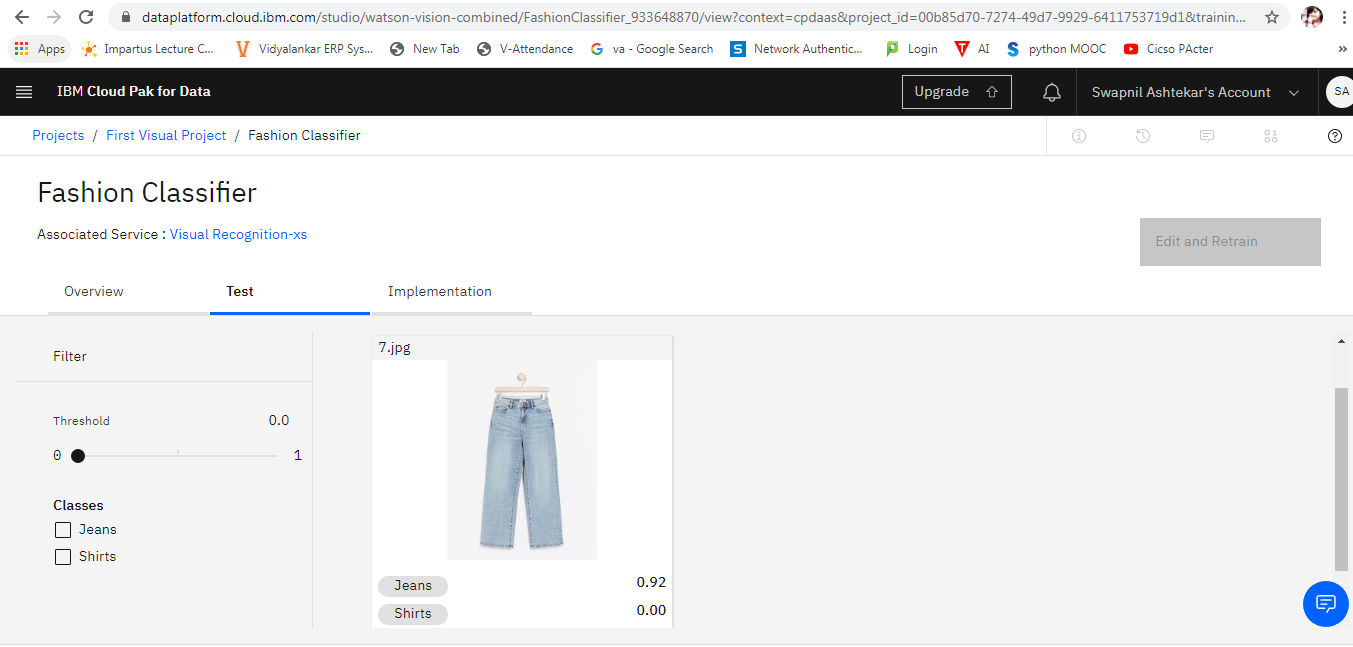 dataplatform.cloud.ibm.com/studio/watson-vision-combined/FashionClassifier_933648870/view?context=cpdaas&project_id=00b85d70-7274-49d7-9929-6411753719d1&trainin...
Apps Impartus Lecture C... Vidyalankar ERP Sys... New Tab V-Attendance va - Google Search Network Authentic... Login AI python MOOC Cicso PActer »
IBM Cloud Pak for Data Upgrade Swapnil Ashtekar's Account SA
Projects / First Visual Project / Fashion Classifier
Fashion Classifier
Associated Service : Visual Recognition-xs
Edit and Retrain
Overview Test Implementation
Filter
Threshold 0.0
0 1
Classes
Jeans
Shirts
7.jpg
Jeans 0.92
Shirts 0.00